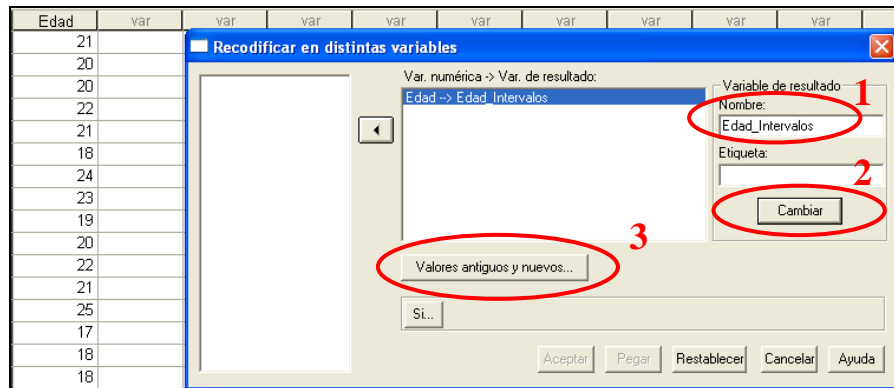 Edad var var var var var var var var var
21
20
20
22
21
18
24
23
19
20
22
21
25
17
18
18
Recodificar en distintas variables
Var. numérica -> Var. de resultado:
Edad --> Edad_Intervalos
Variable de resultado
1
Nombre:
Edad_Intervalos
Etiqueta:
2
Cambiar
3
Valores antiguos y nuevos...
Si...
Aceptar Pegar Restablecer Cancelar Ayuda